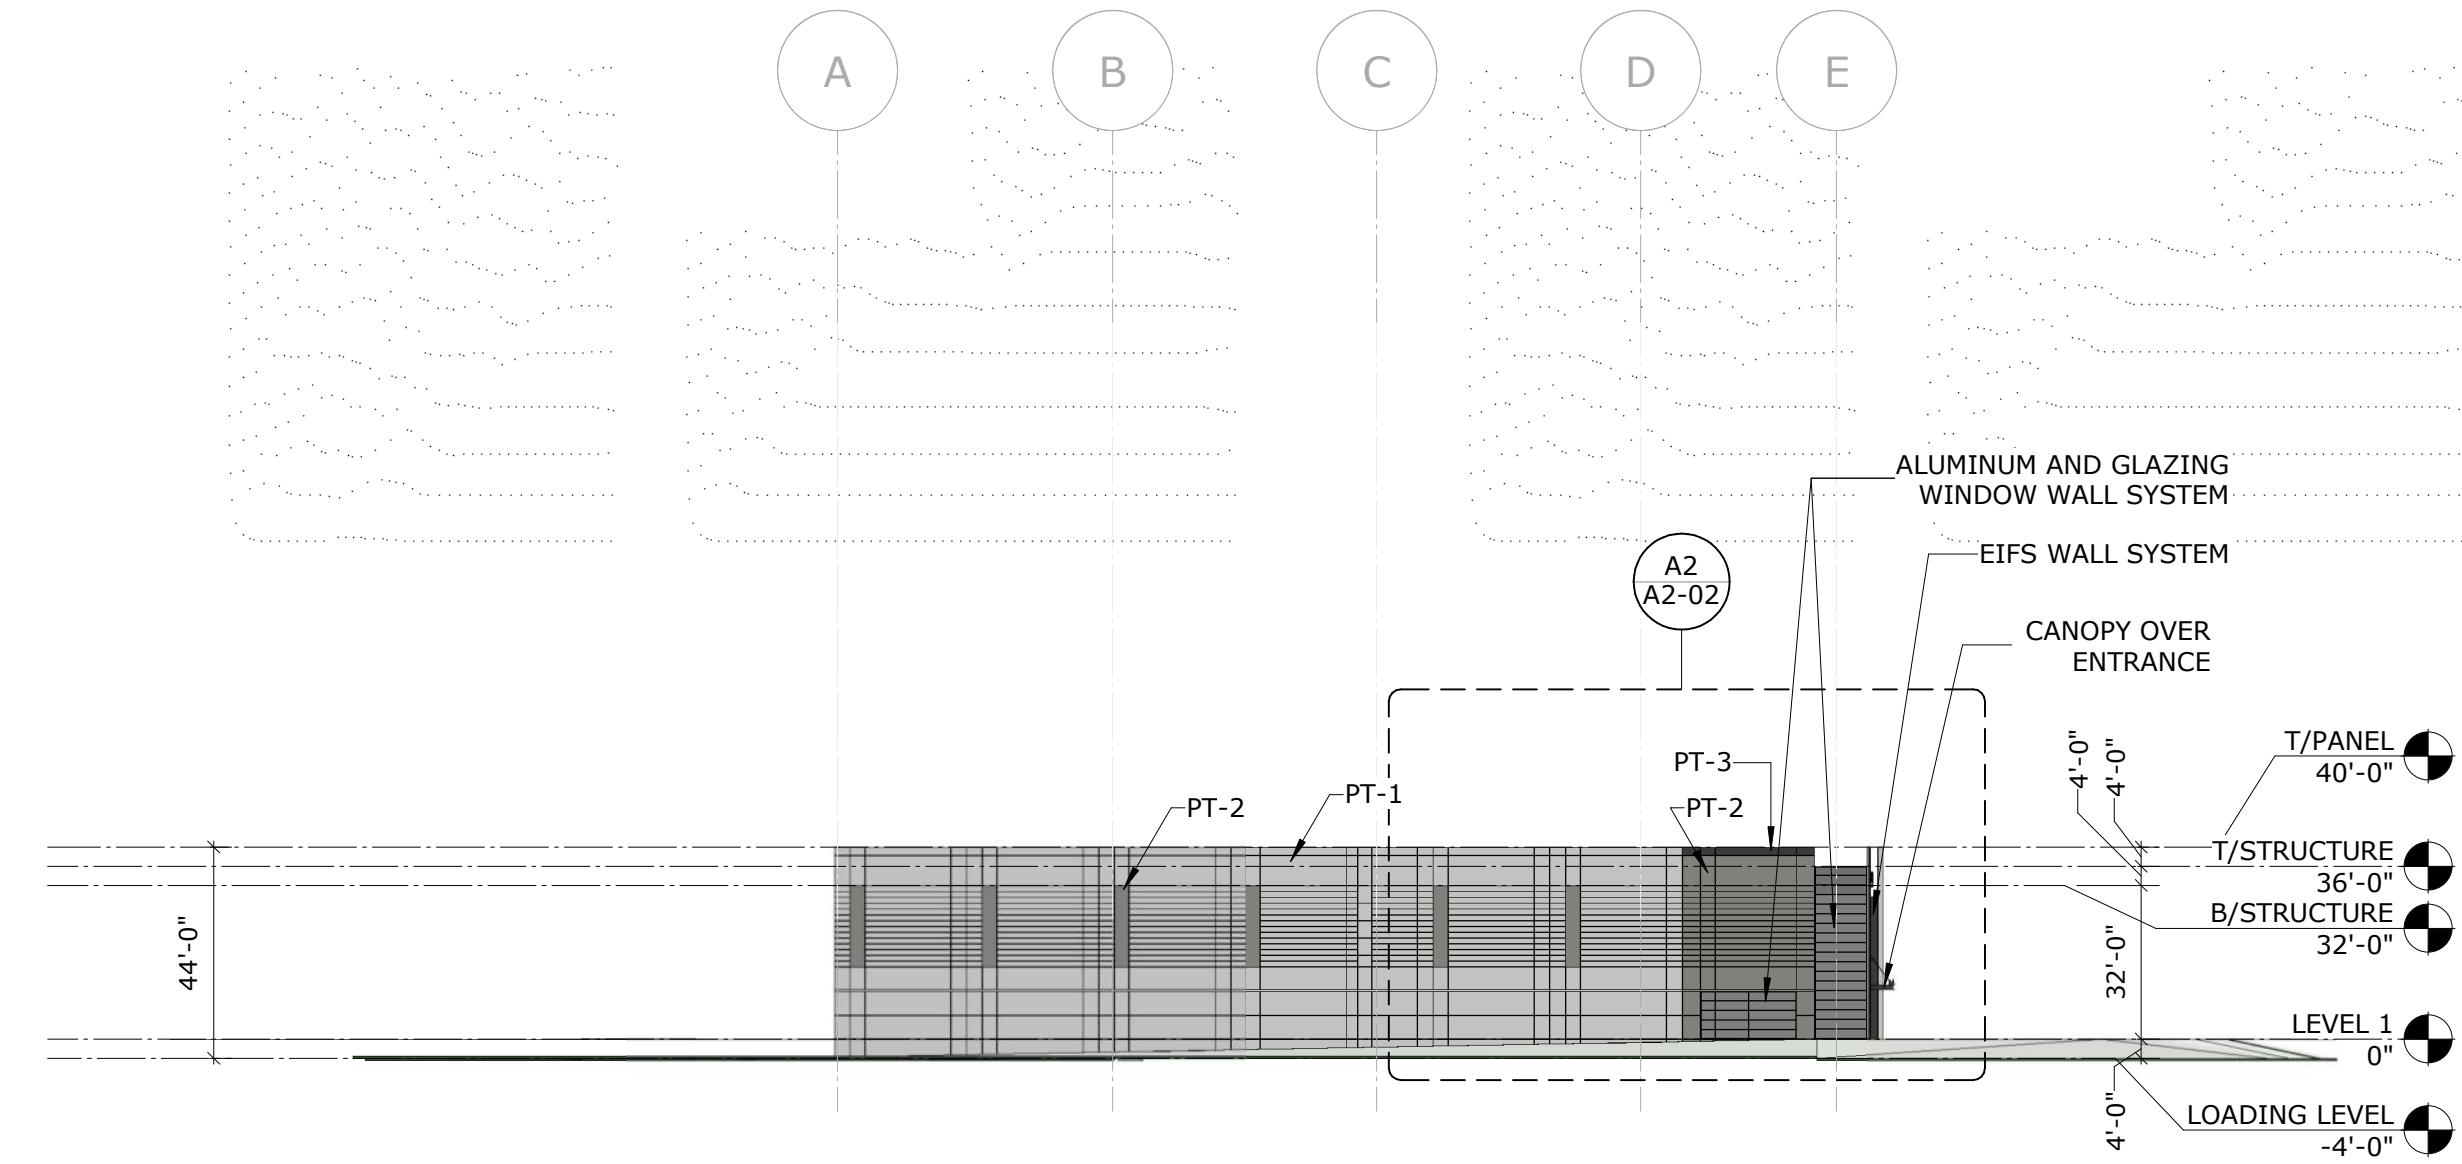 A
B
C
D
E
ALUMINUM AND GLAZING
WINDOW WALL SYSTEM
A2
A2-02
EIFS WALL SYSTEM
CANOPY OVER
ENTRANCE
PT-3
PT-2
PT-1
PT-2
4'-0"
4'-0"
T/PANEL
40'-0"
T/STRUCTURE
36'-0"
B/STRUCTURE
32'-0"
44'-0"
32'-0"
LEVEL 1
0"
4'-0"
LOADING LEVEL
-4'-0"